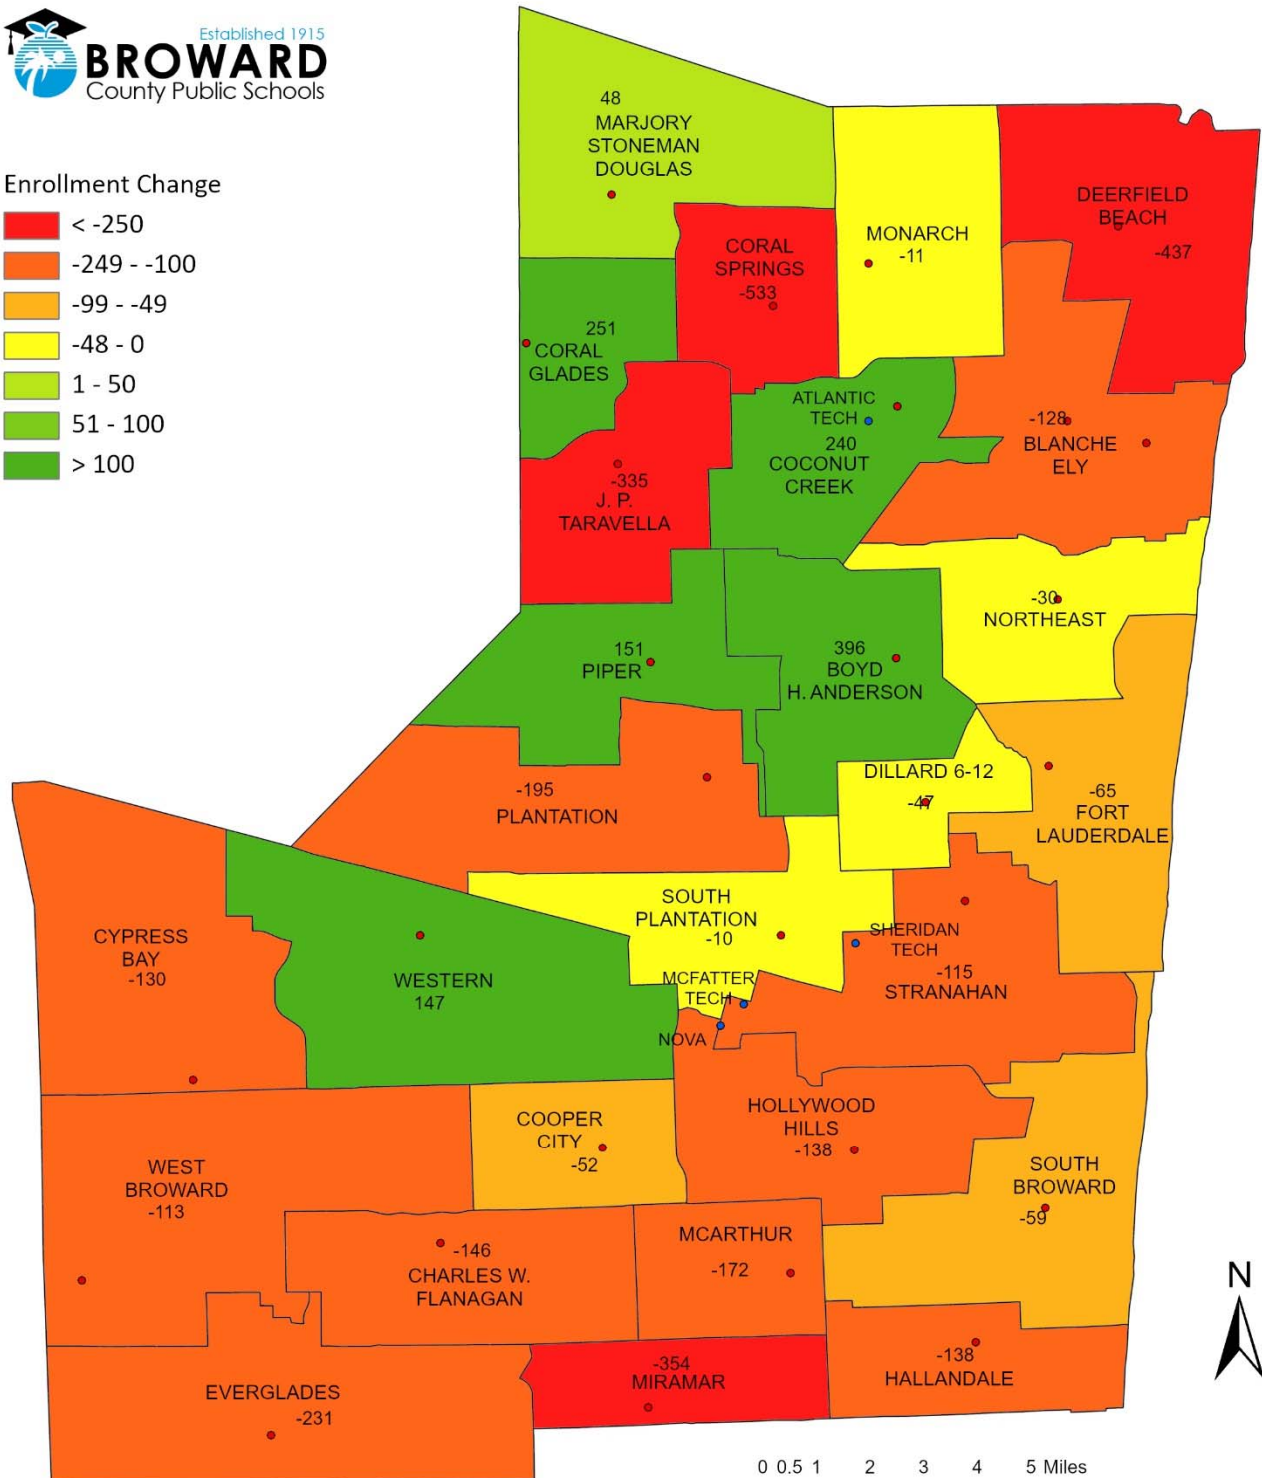 Established 1915
BROWARD
County Public Schools
Enrollment Change
< -250
-249 - -100
-99 - -49
-48 - 0
1 - 50
51 - 100
> 100
48
MARJORY
STONEMAN
DOUGLAS
MONARCH
-11
DEERFIELD
BEACH
-437
CORAL
SPRINGS
-533
251
CORAL
GLADES
ATLANTIC
TECH
240
COCONUT
CREEK
-128
BLANCHE
ELY
-335
J. P.
TARAVELLA
-30
NORTHEAST
151
PIPER
396
BOYD
H. ANDERSON
-195
PLANTATION
DILLARD 6-12
-47
-65
FORT
LAUDERDALE
CYPRESS
BAY
-130
WESTERN
147
SOUTH
PLANTATION
-10
SHERIDAN
TECH
-115
STRANAHAN
MCFATTER
TECH
NOVA
COOPER
CITY
-52
HOLLYWOOD
HILLS
-138
WEST
BROWARD
-113
SOUTH
BROWARD
-59
-146
CHARLES W.
FLANAGAN
MCARTHUR
-172
N
EVERGLADES
-231
-354
MIRAMAR
-138
HALLANDALE
0 0.5 1 2 3 4 5 Miles